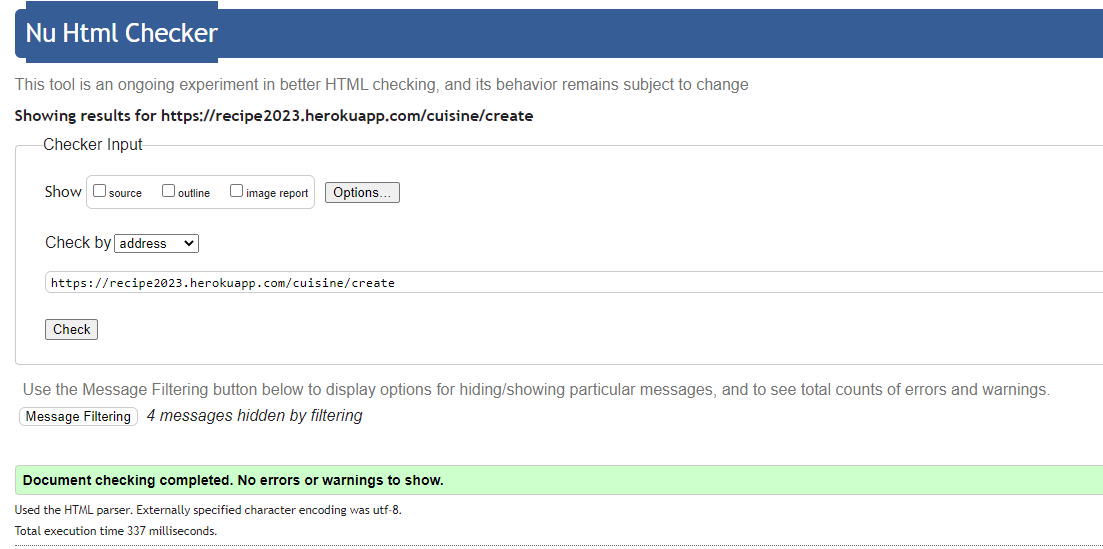 Nu Html Checker
This tool is an ongoing experiment in better HTML checking, and its behavior remains subject to change
Showing results for https://recipe2023.herokuapp.com/cuisine/create
Checker Input
Show source outline image report Options...
Check by address
https://recipe2023.herokuapp.com/cuisine/create
Check
Use the Message Filtering button below to display options for hiding/showing particular messages, and to see total counts of errors and warnings.
Message Filtering 4 messages hidden by filtering
Document checking completed. No errors or warnings to show.
Used the HTML parser. Externally specified character encoding was utf-8.
Total execution time 337 milliseconds.